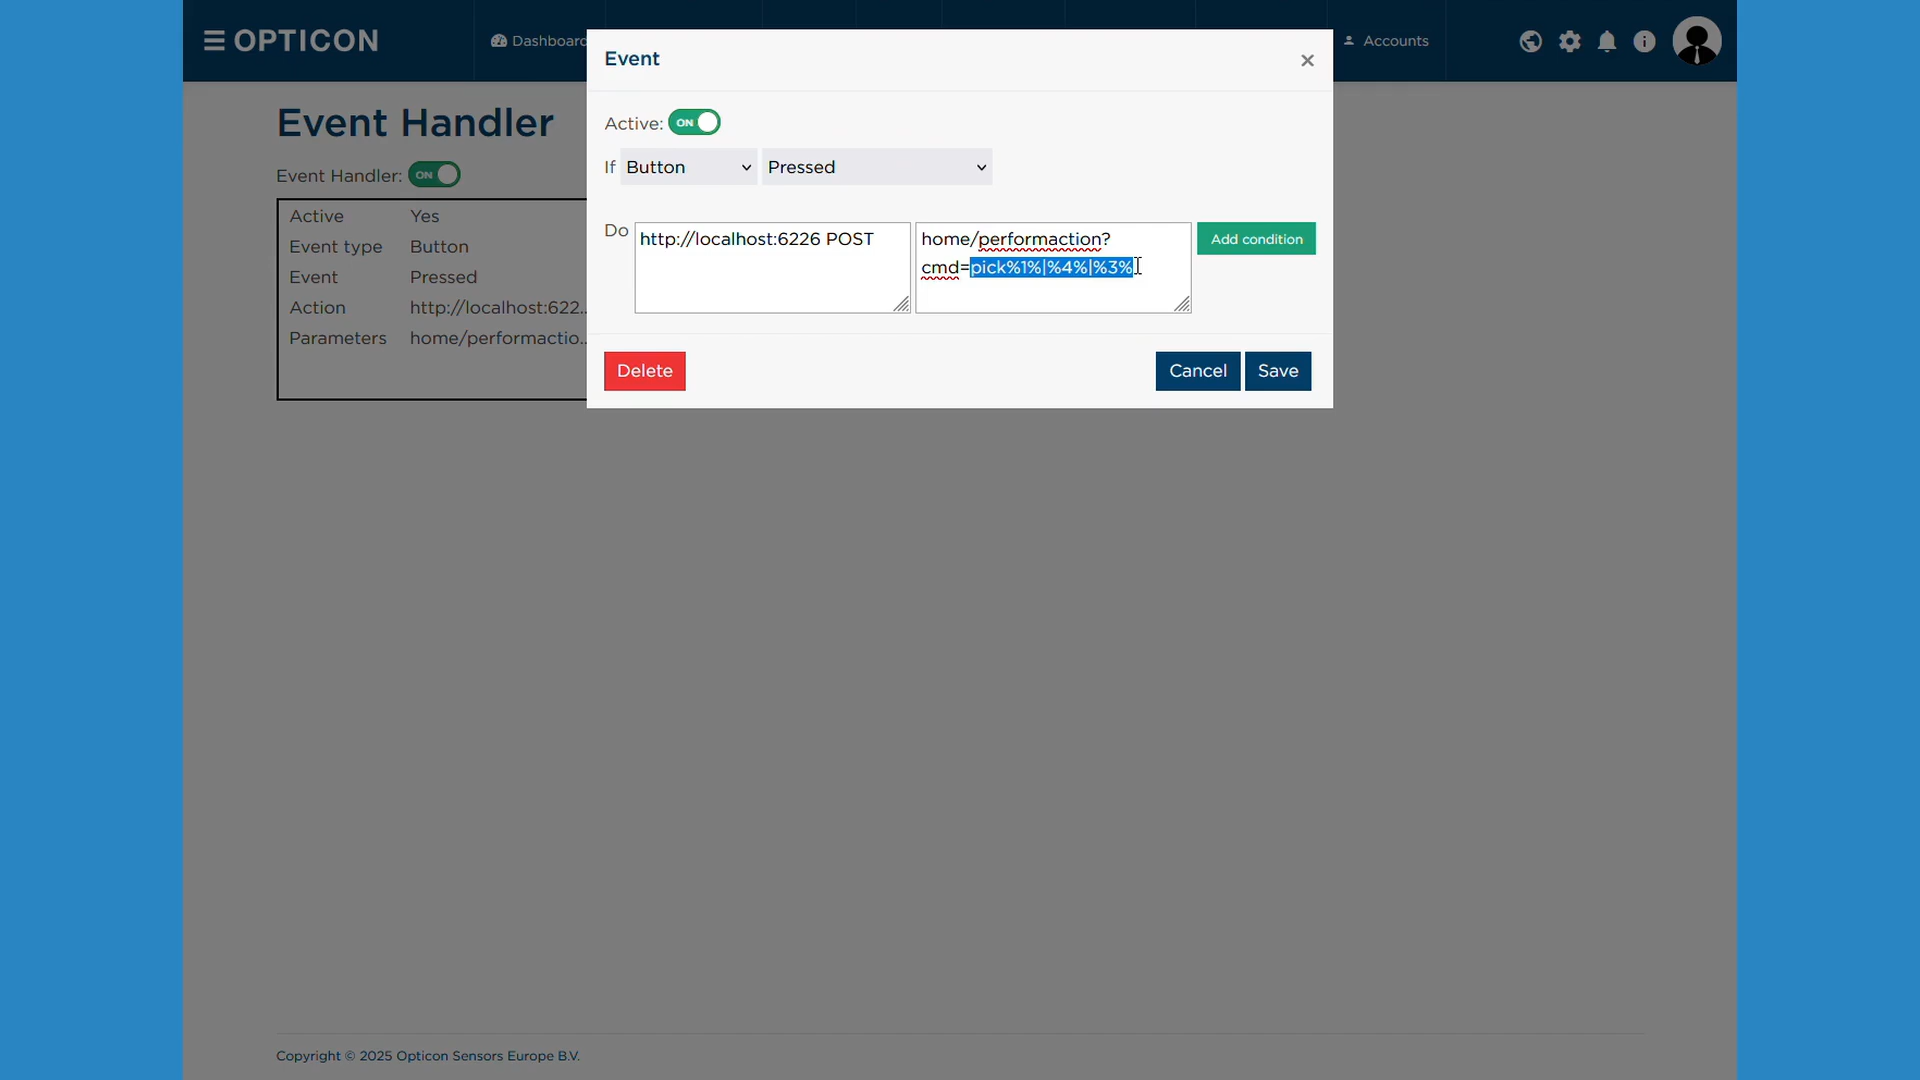 OPTICON
Dashboard
Accounts
Event
Active: ON
If Button Pressed
Do http://localhost:6226 POST
home/performaction?
cmd=pick%1%|%4%|%3%
Add condition
Delete
Cancel
Save
Event Handler
Event Handler: ON
Active Yes
Event type Button
Event Pressed
Action http://localhost:622...
Parameters home/performactio...
Copyright © 2025 Opticon Sensors Europe B.V.